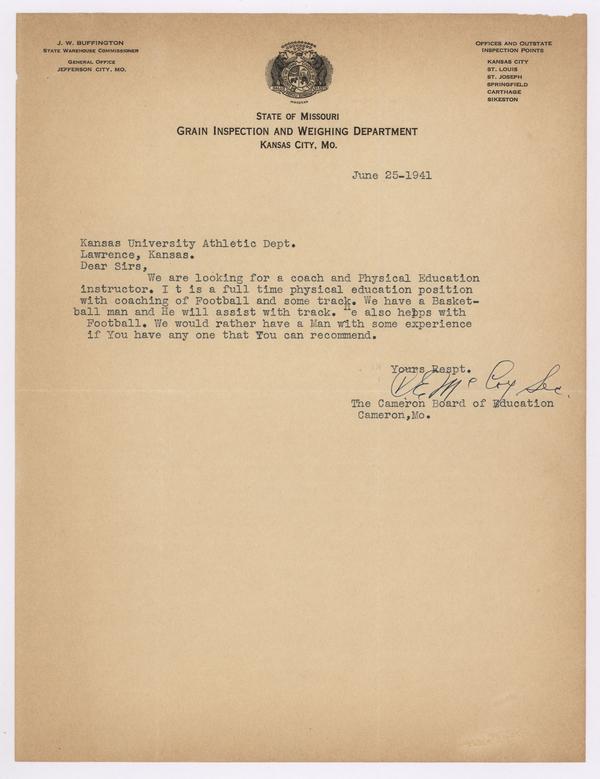 J. W. BUFFINGTON
STATE WAREHOUSE COMMISSIONER
GENERAL OFFICE
JEFFERSON CITY, MO.
OFFICES AND OUTSTATE
INSPECTION POINTS
KANSAS CITY
ST. LOUIS
ST. JOSEPH
SPRINGFIELD
CARTHAGE
SIKESTON
STATE OF MISSOURI
GRAIN INSPECTION AND WEIGHING DEPARTMENT
KANSAS CITY, MO.
June 25-1941
Kansas University Athletic Dept.
Lawrence, Kansas.
Dear Sirs,
We are looking for a coach and Physical Education
instructor. I t is a full time physical education position
with coaching of Football and some track. We have a Basket-
ball man and He will assist with track. He also helps with
Football. We would rather have a Man with some experience
if You have any one that You can recommend.
Yours Respt.
V.E. McCoy Sec.
The Cameron Board of Education
Cameron,Mo.